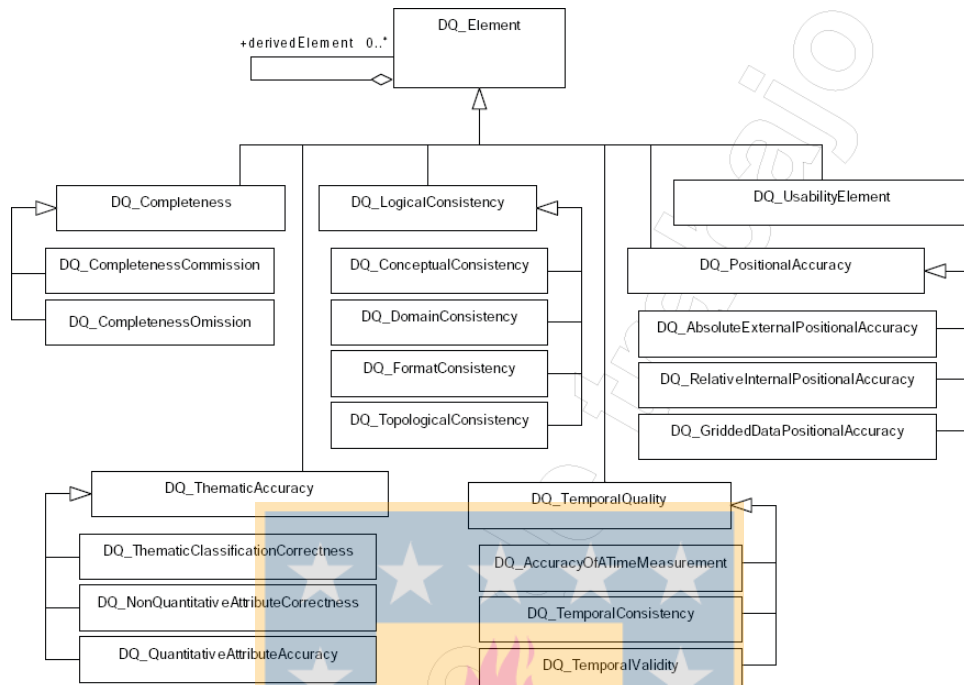 DQ_Element
+derivedElement 0..*
DQ_Completeness
DQ_CompletenessCommission
DQ_CompletenessOmission
DQ_LogicalConsistency
DQ_ConceptualConsistency
DQ_DomainConsistency
DQ_FormatConsistency
DQ_TopologicalConsistency
DQ_UsabilityElement
DQ_PositionalAccuracy
DQ_AbsoluteExternalPositionalAccuracy
DQ_RelativeInternalPositionalAccuracy
DQ_GriddedDataPositionalAccuracy
DQ_ThematicAccuracy
DQ_ThematicClassificationCorrectness
DQ_NonQuantitativeAttributeCorrectness
DQ_QuantitativeAttributeAccuracy
DQ_TemporalQuality
DQ_AccuracyOfATimeMeasurement
DQ_TemporalConsistency
DQ_TemporalValidity
trabajo